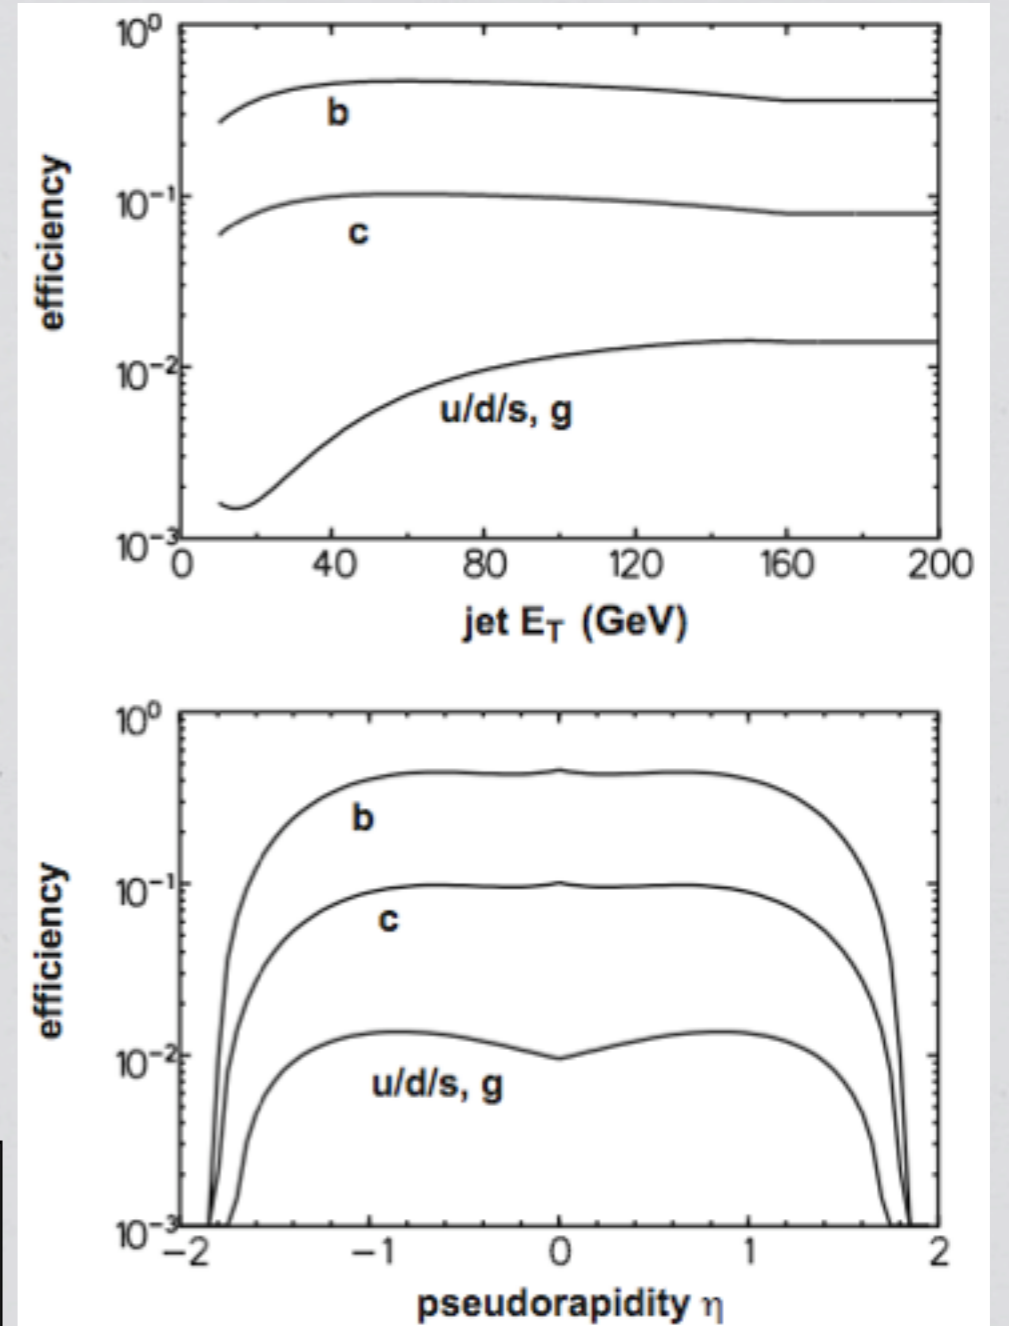 10⁰
b
10⁻¹
c
efficiency
10⁻²
u/d/s, g
10⁻³
0 40 80 120 160 200
jet E_T (GeV)
10⁰
b
10⁻¹
c
efficiency
10⁻²
u/d/s, g
10⁻³
−2 −1 0 1 2
pseudorapidity η